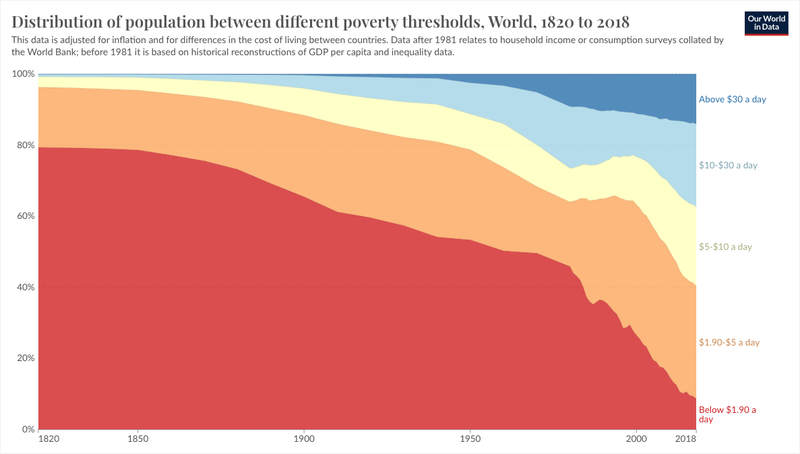 Distribution of population between different poverty thresholds, World, 1820 to 2018
Our World
in Data
This data is adjusted for inflation and for differences in the cost of living between countries. Data after 1981 relates to household income or consumption surveys collated by
the World Bank; before 1981 it is based on historical reconstructions of GDP per capita and inequality data.
100%
Above $30 a day
80%
$10-$30 a day
60%
$5-$10 a day
40%
$1.90-$5 a day
20%
Below $1.90 a
day
0%
1820
1850
1900
1950
2000
2018